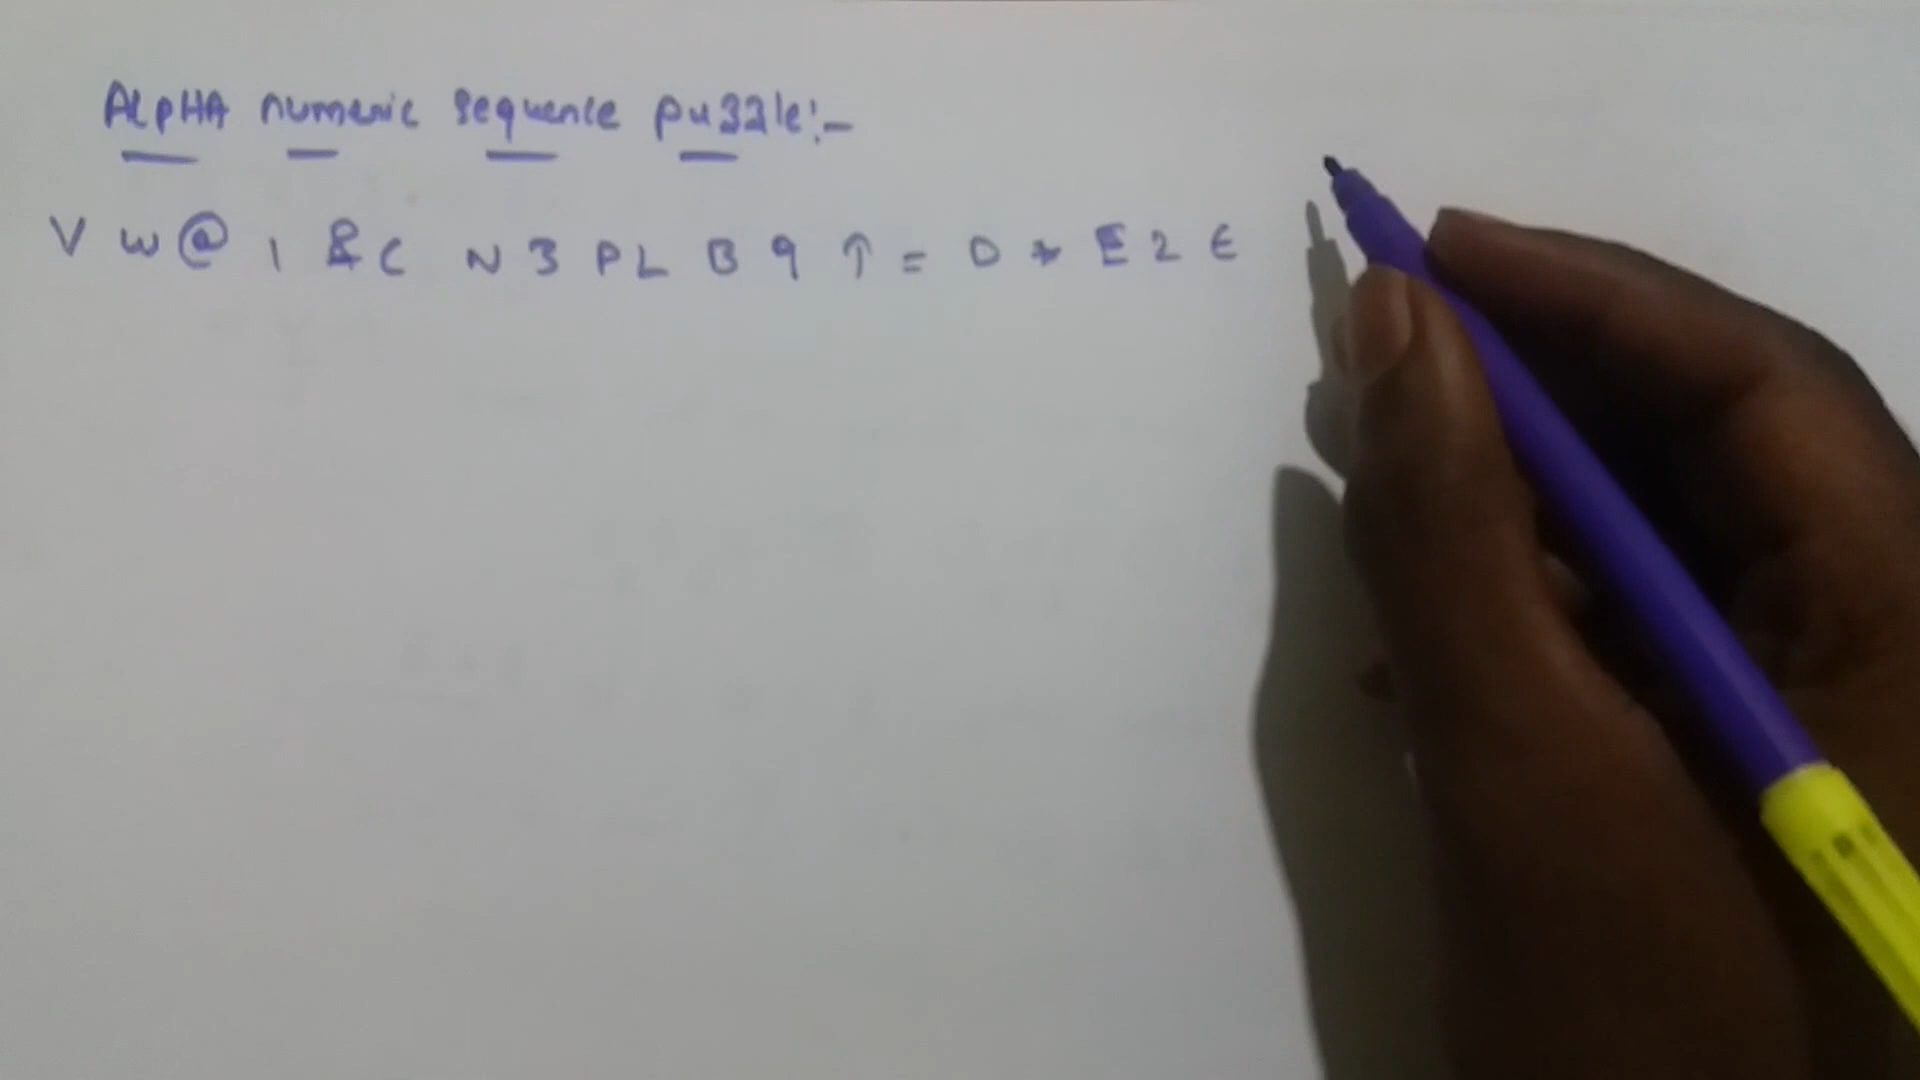 ALpHA numeric sequence puzzle:-
V W @ 1 & C N 3 P L B 9 ↑ = D * E 2 E